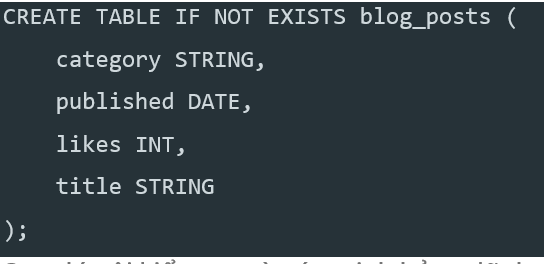 CREATE TABLE IF NOT EXISTS blog_posts (
category STRING,
published DATE,
likes INT,
title STRING
);